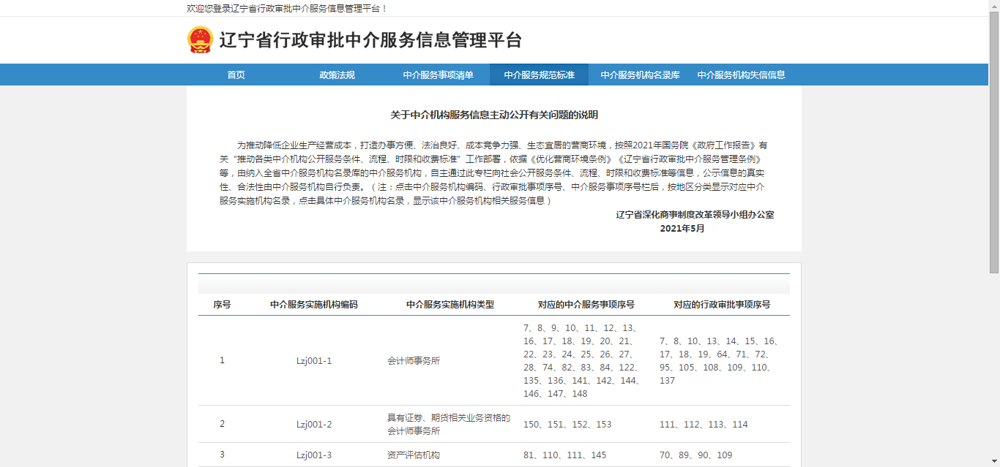 欢迎您登录辽宁省行政审批中介服务信息管理平台！
辽宁省行政审批中介服务信息管理平台
首页 政策法规 中介服务事项清单 中介服务规范标准 中介服务机构名录库 中介服务机构失信信息
关于中介机构服务信息主动公开有关问题的说明
为推动降低企业生产经营成本，打造办事方便、法治良好、成本竞争力强、生态宜居的营商环境，按照2021年国务院《政府工作报告》有
关“推动各类中介机构公开服务条件、流程、时限和收费标准”工作部署，依据《优化营商环境条例》《辽宁省行政审批中介服务管理条例》
等，由纳入全省中介服务机构名录库的中介服务机构，自主通过此专栏向社会公开服务条件、流程、时限和收费标准等信息，公示信息的真实
性、合法性由中介服务机构自行负责。（注：点击中介服务机构编码、行政审批事项序号、中介服务事项序号栏后，按地区分类显示对应中介
服务实施机构名录，点击具体中介服务机构名录，显示该中介服务机构相关服务信息）
辽宁省深化商事制度改革领导小组办公室
2021年5月
序号 中介服务实施机构编码 中介服务实施机构类型 对应的中介服务事项序号 对应的行政审批事项序号
1 Lzj001-1 会计师事务所
7、8、9、10、11、12、13、
16、17、18、19、20、21、
22、23、24、25、26、27、
28、74、82、83、84、122、
135、136、141、142、144、
146、147、148
7、8、10、13、14、15、16、
17、18、19、64、71、72、
95、105、108、109、110、
137
2 Lzj001-2
具有证券、期货相关业务资格的
会计师事务所
150、151、152、153 111、112、113、114
3 Lzj001-3 资产评估机构 81、110、111、145 70、89、90、109